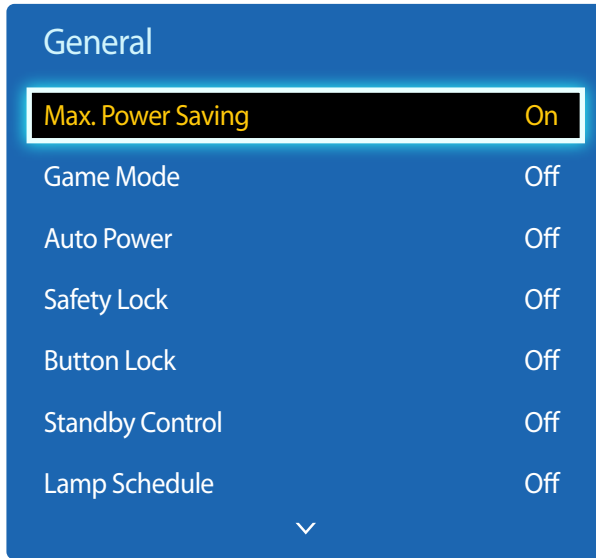 General
Max. Power Saving On
Game Mode Off
Auto Power Off
Safety Lock Off
Button Lock Off
Standby Control Off
Lamp Schedule Off